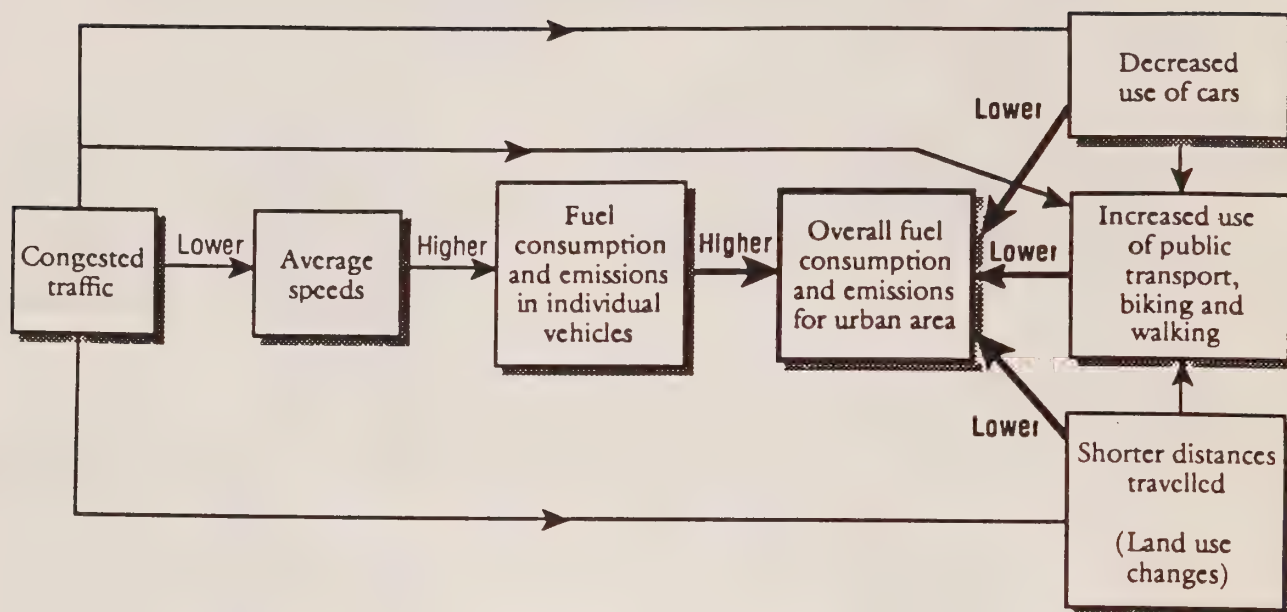 Congested
traffic
Lower
Average
speeds
Higher
Fuel
consumption
and emissions
in individual
vehicles
Higher
Overall fuel
consumption
and emissions
for urban area
Lower
Decreased
use of cars
Lower
Increased use
of public
transport,
biking and
walking
Lower
Shorter distances
travelled
(Land use
changes)